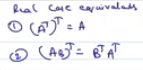 Real Case equivalents
① (Aᵀ)ᵀ = A
② (AB)ᵀ = BᵀAᵀ